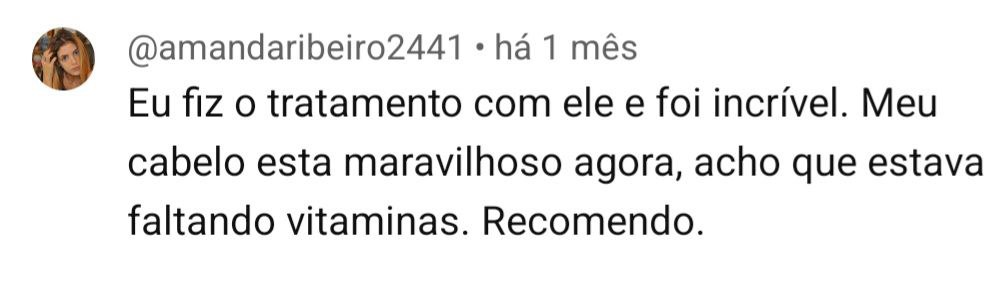 @amandaribeiro2441 • há 1 mês
Eu fiz o tratamento com ele e foi incrível. Meu
cabelo esta maravilhoso agora, acho que estava
faltando vitaminas. Recomendo.